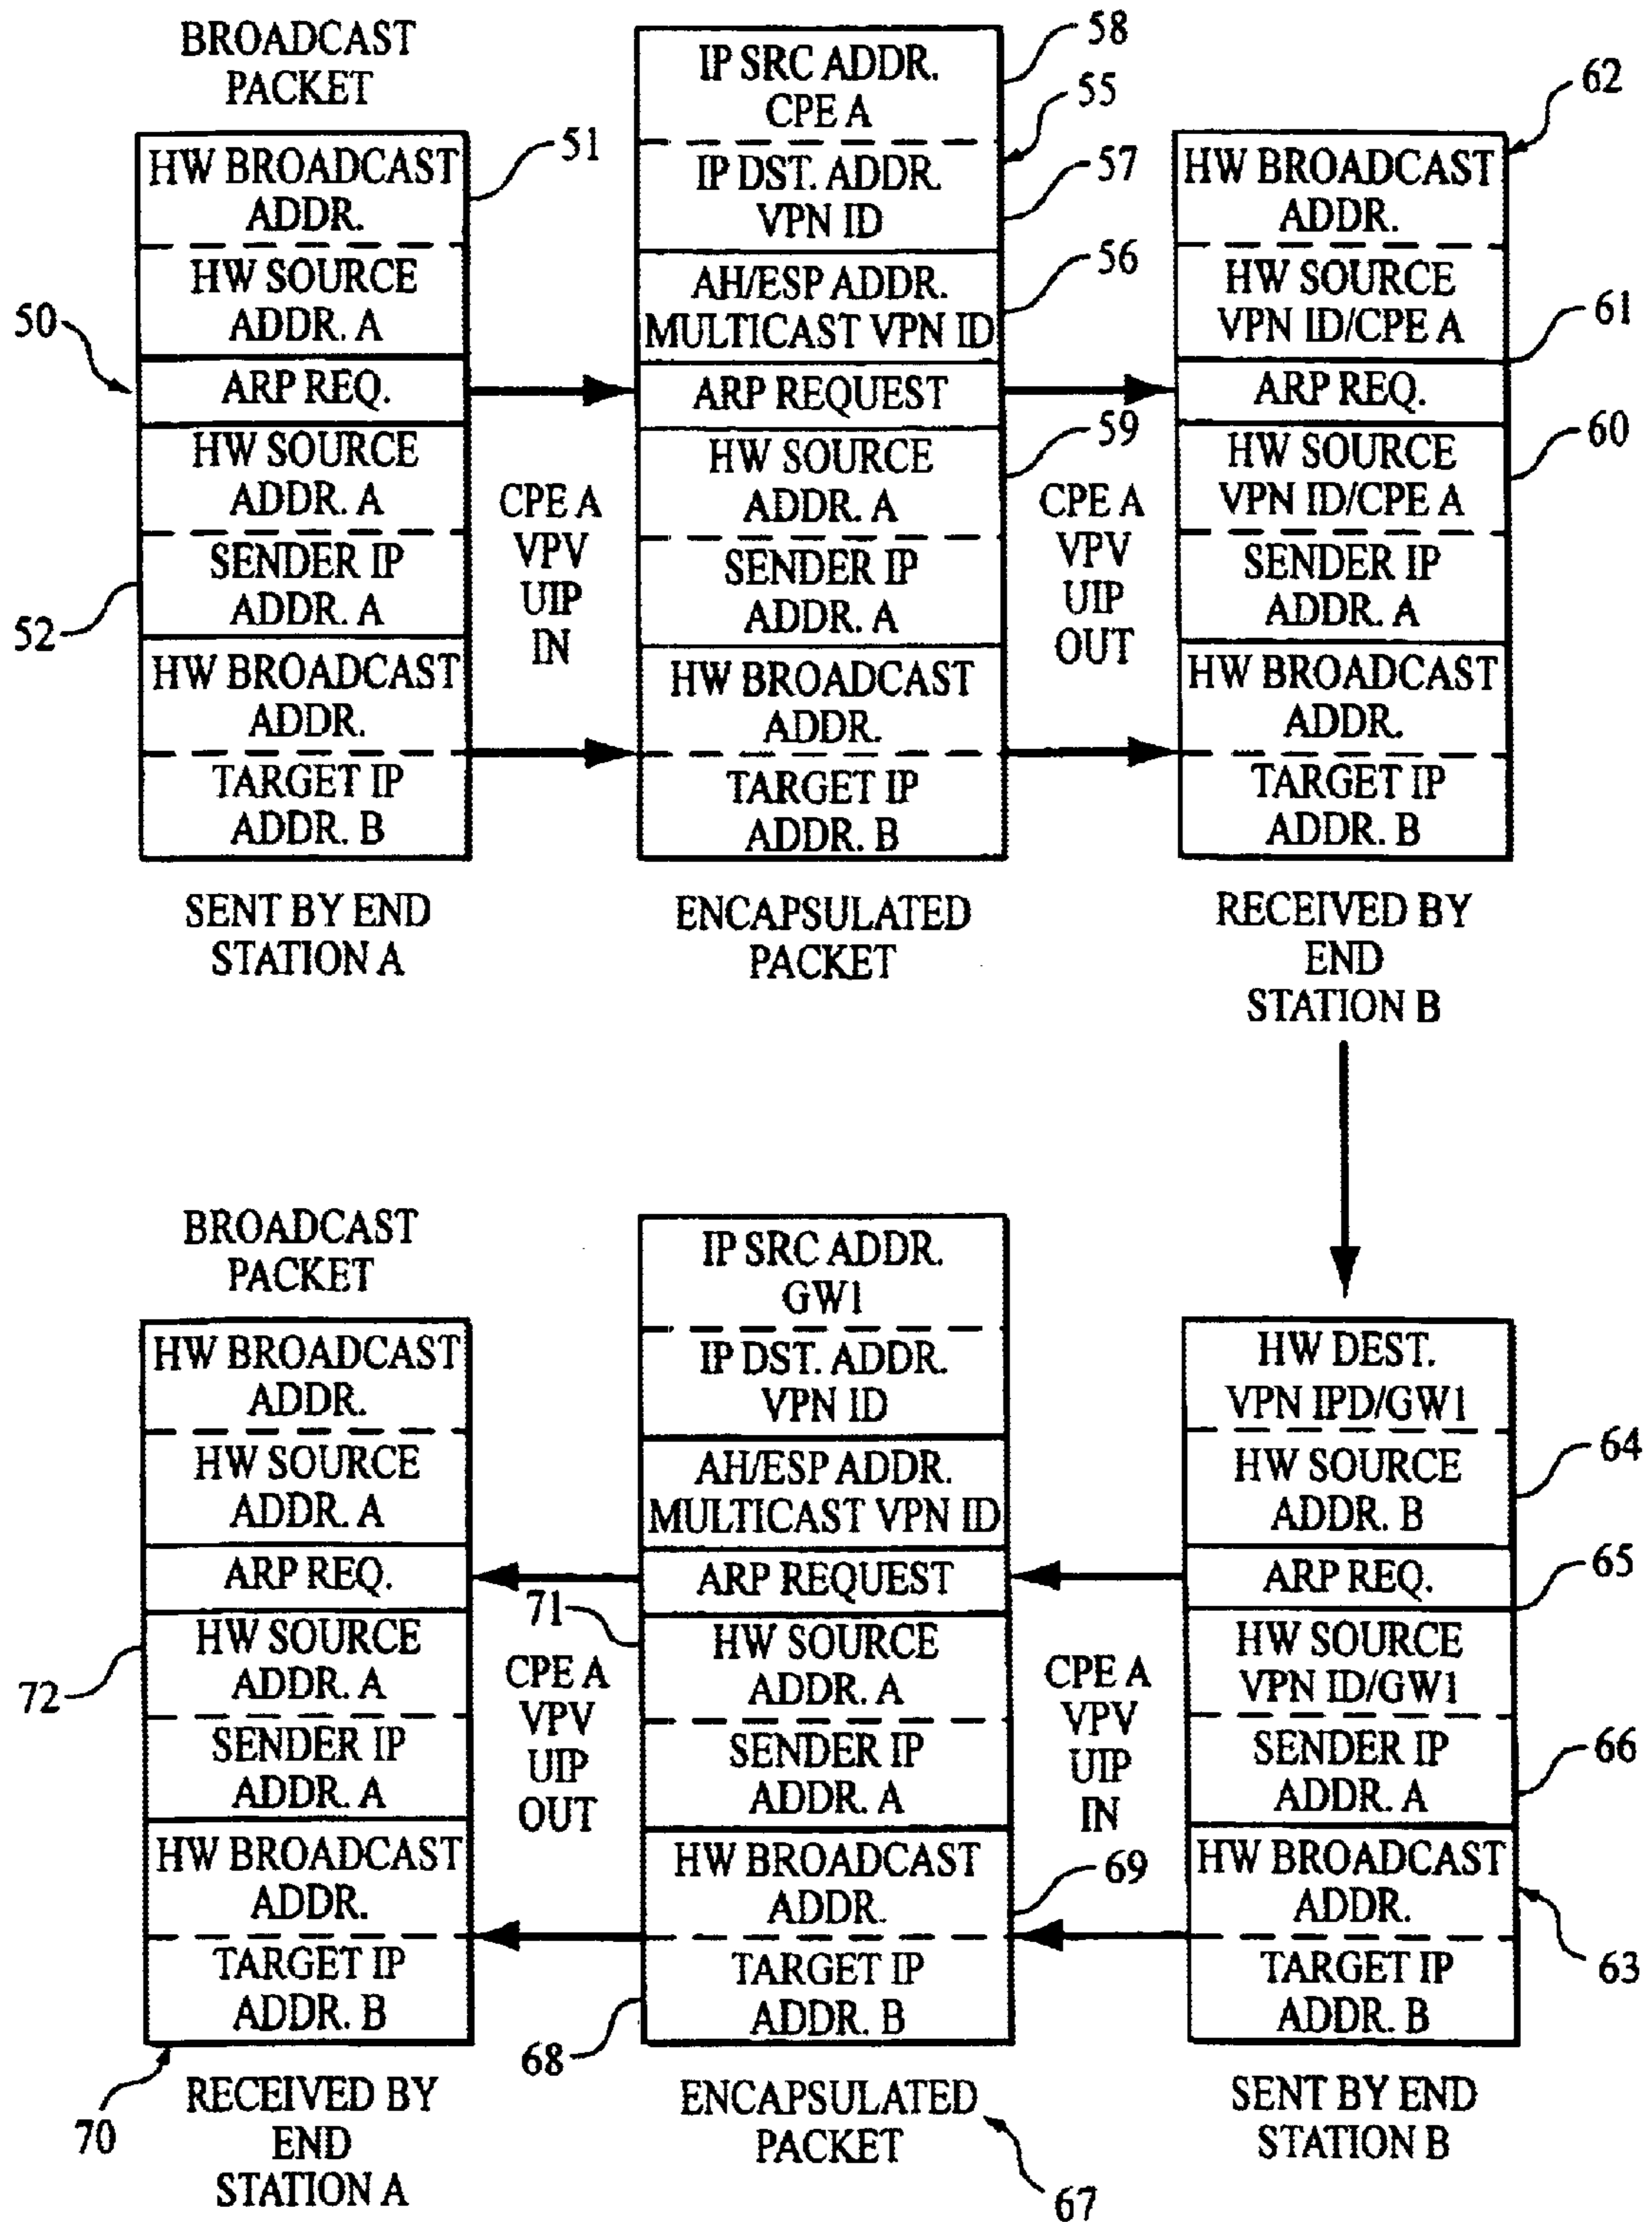 BROADCAST
PACKET
HW BROADCAST
ADDR.
HW SOURCE
ADDR. A
ARP REQ.
HW SOURCE
ADDR. A
SENDER IP
ADDR. A
HW BROADCAST
ADDR.
TARGET IP
ADDR. B
SENT BY END
STATION A
50
51
52
CPE A
VPV
UIP
IN
IP SRC ADDR.
CPE A
IP DST. ADDR.
VPN ID
AH/ESP ADDR.
MULTICAST VPN ID
ARP REQUEST
HW SOURCE
ADDR. A
SENDER IP
ADDR. A
HW BROADCAST
ADDR.
TARGET IP
ADDR. B
ENCAPSULATED
PACKET
58
55
57
56
59
CPE A
VPV
UIP
OUT
HW BROADCAST
ADDR.
HW SOURCE
VPN ID/CPE A
ARP REQ.
HW SOURCE
VPN ID/CPE A
SENDER IP
ADDR. A
HW BROADCAST
ADDR.
TARGET IP
ADDR. B
RECEIVED BY
END
STATION B
62
61
60
BROADCAST
PACKET
HW BROADCAST
ADDR.
HW SOURCE
ADDR. A
ARP REQ.
HW SOURCE
ADDR. A
SENDER IP
ADDR. A
HW BROADCAST
ADDR.
TARGET IP
ADDR. B
RECEIVED BY
END
STATION A
72
70
71
CPE A
VPV
UIP
OUT
68
IP SRC ADDR.
GW1
IP DST. ADDR.
VPN ID
AH/ESP ADDR.
MULTICAST VPN ID
ARP REQUEST
HW SOURCE
ADDR. A
SENDER IP
ADDR. A
HW BROADCAST
ADDR.
TARGET IP
ADDR. B
ENCAPSULATED
PACKET
67
CPE A
VPV
UIP
IN
69
HW DEST.
VPN IPD/GW1
HW SOURCE
ADDR. B
ARP REQ.
HW SOURCE
VPN ID/GW1
SENDER IP
ADDR. A
HW BROADCAST
ADDR.
TARGET IP
ADDR. B
SENT BY END
STATION B
64
65
66
63